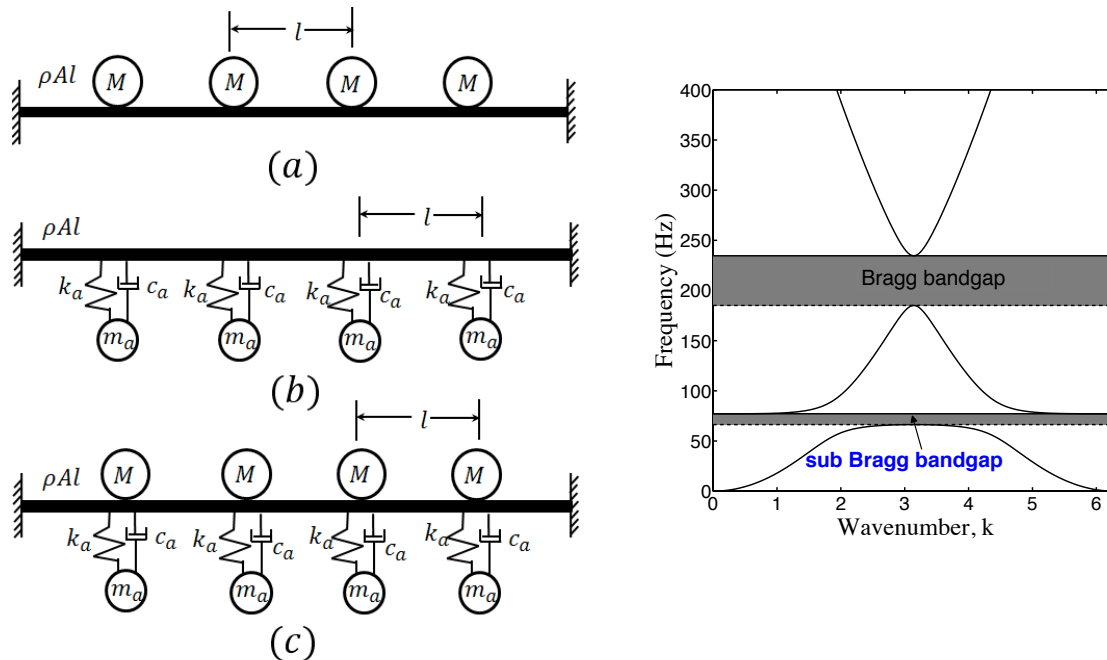 l
ρAl M M M M
(a)
ρAl l
k_a c_a k_a c_a k_a c_a k_a c_a
m_a m_a m_a m_a
(b)
l
M M M M
ρAl
k_a c_a k_a c_a k_a c_a k_a c_a
m_a m_a m_a m_a
(c)
400
350
300
250
200
150
100
50
0
Frequency (Hz)
Bragg bandgap
sub Bragg bandgap
0 1 2 3 4 5 6
Wavenumber, k